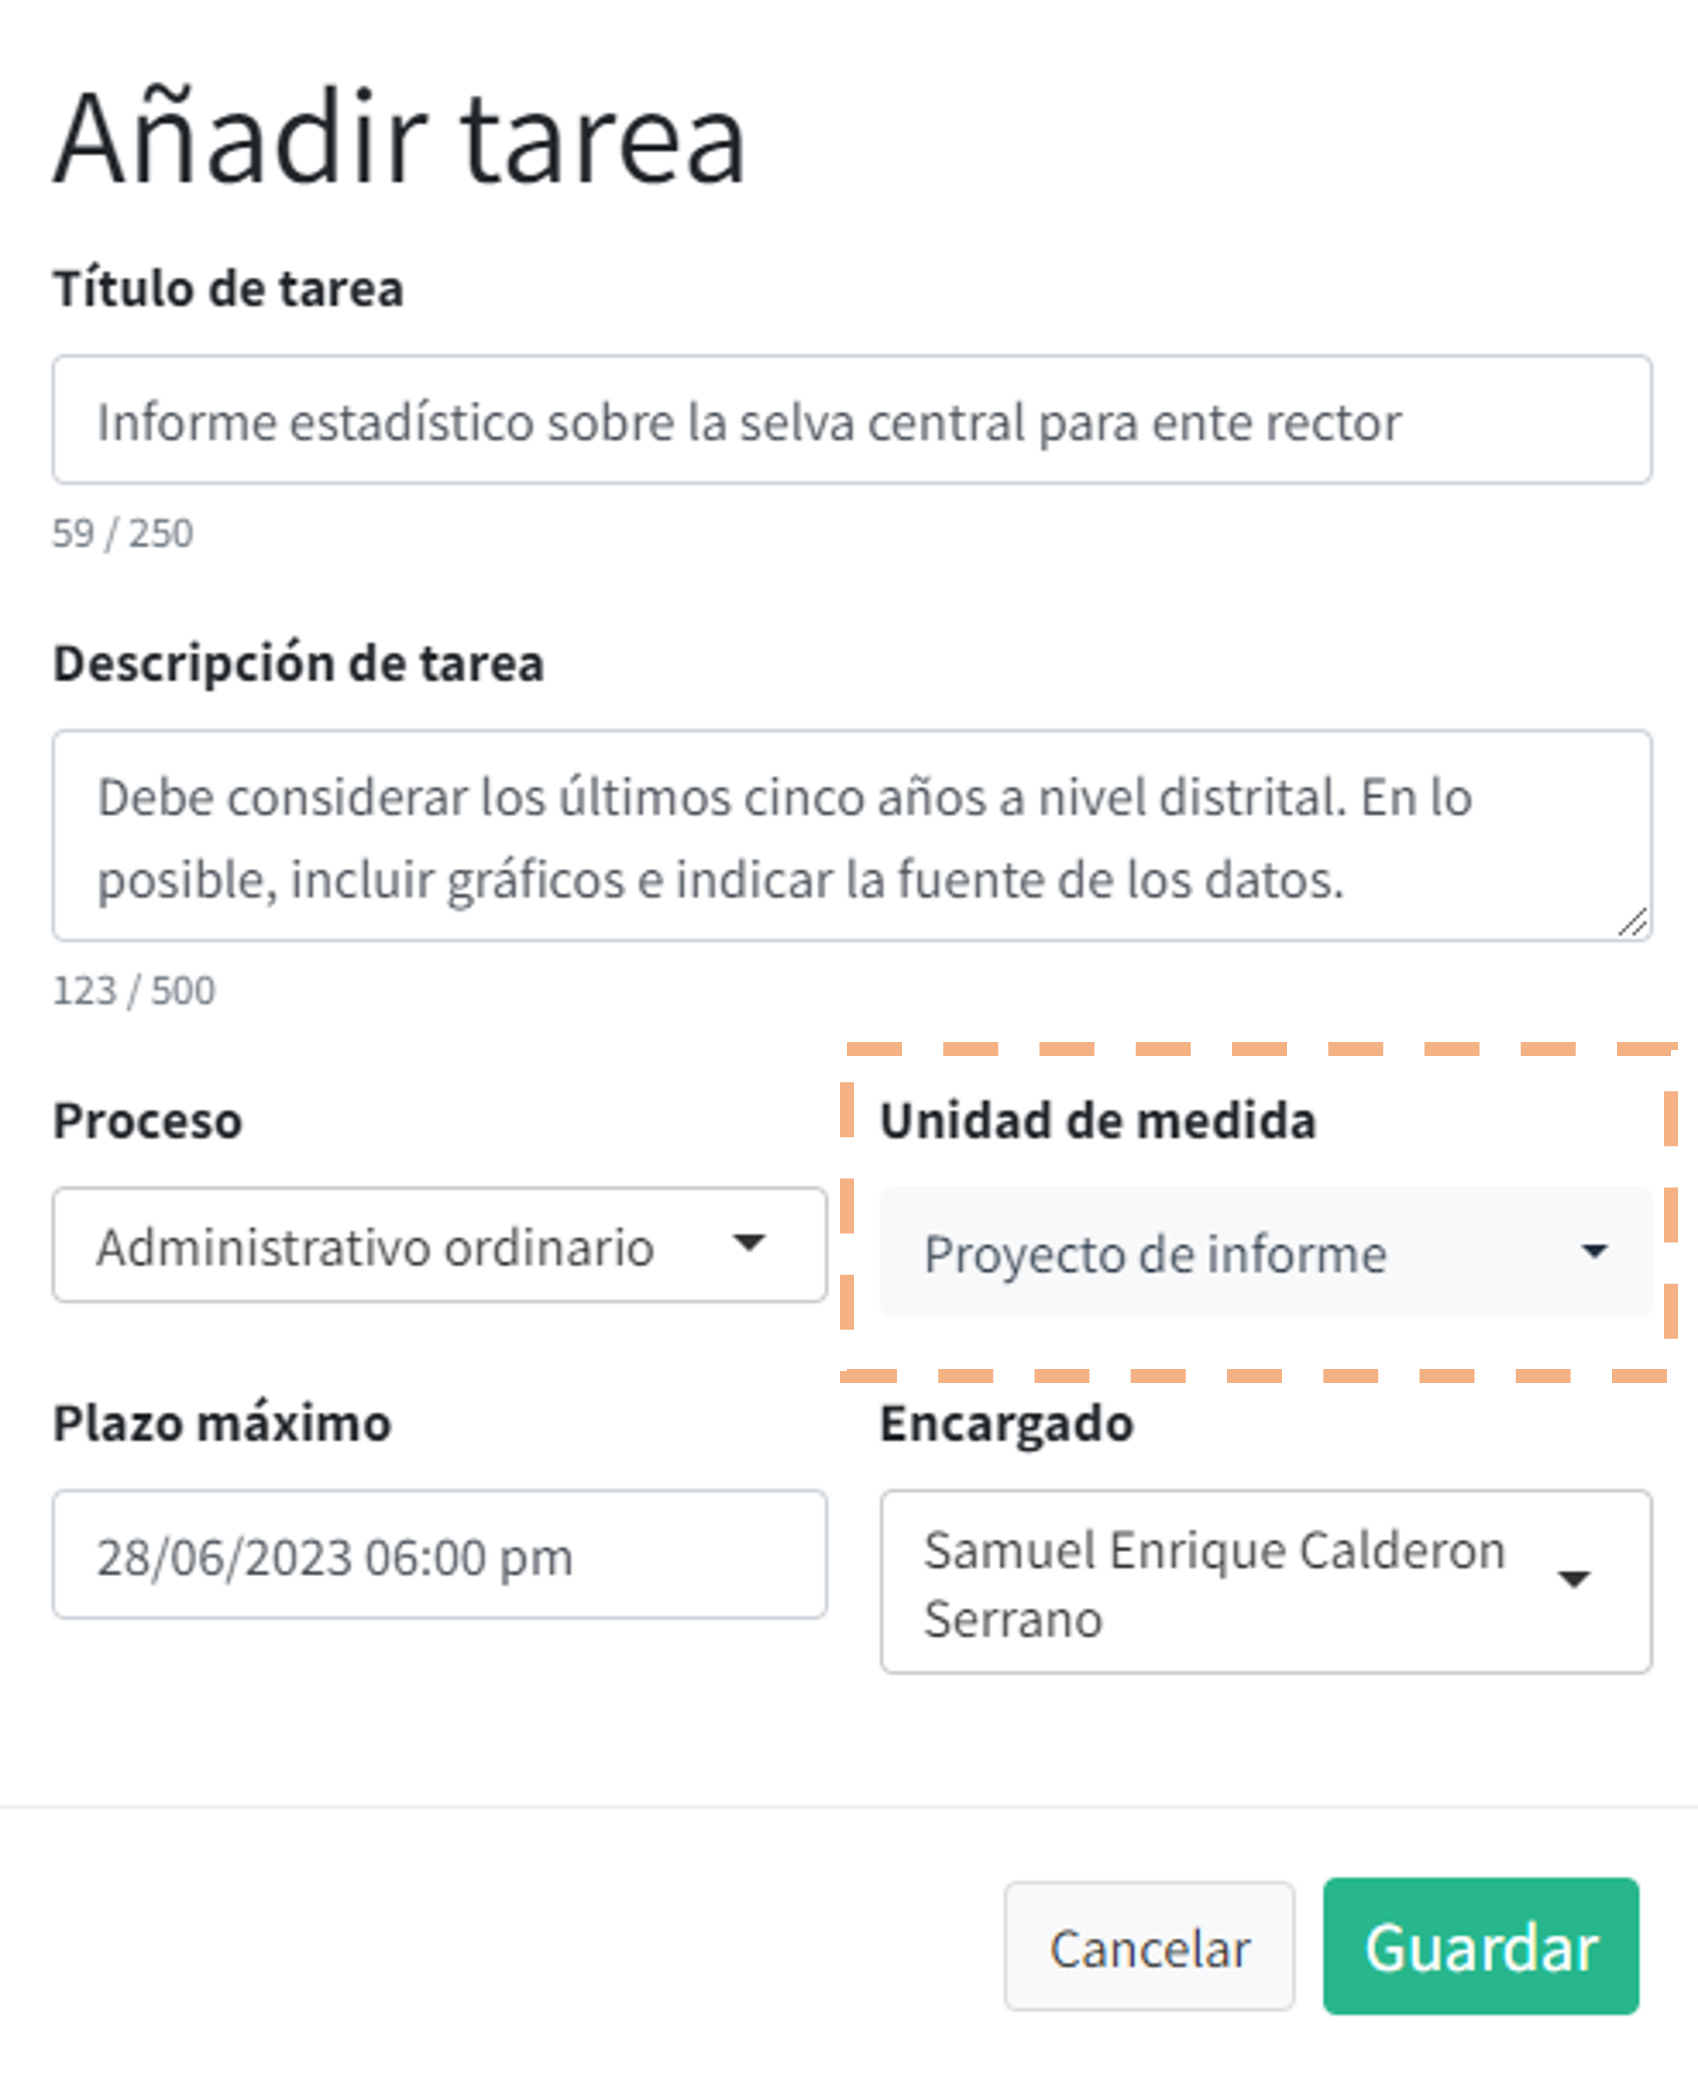 Añadir tarea
Título de tarea
Informe estadístico sobre la selva central para ente rector
59 / 250
Descripción de tarea
Debe considerar los últimos cinco años a nivel distrital. En lo
posible, incluir gráficos e indicar la fuente de los datos.
123 / 500
Proceso
Administrativo ordinario
Unidad de medida
Proyecto de informe
Plazo máximo
28/06/2023 06:00 pm
Encargado
Samuel Enrique Calderon
Serrano
Cancelar
Guardar